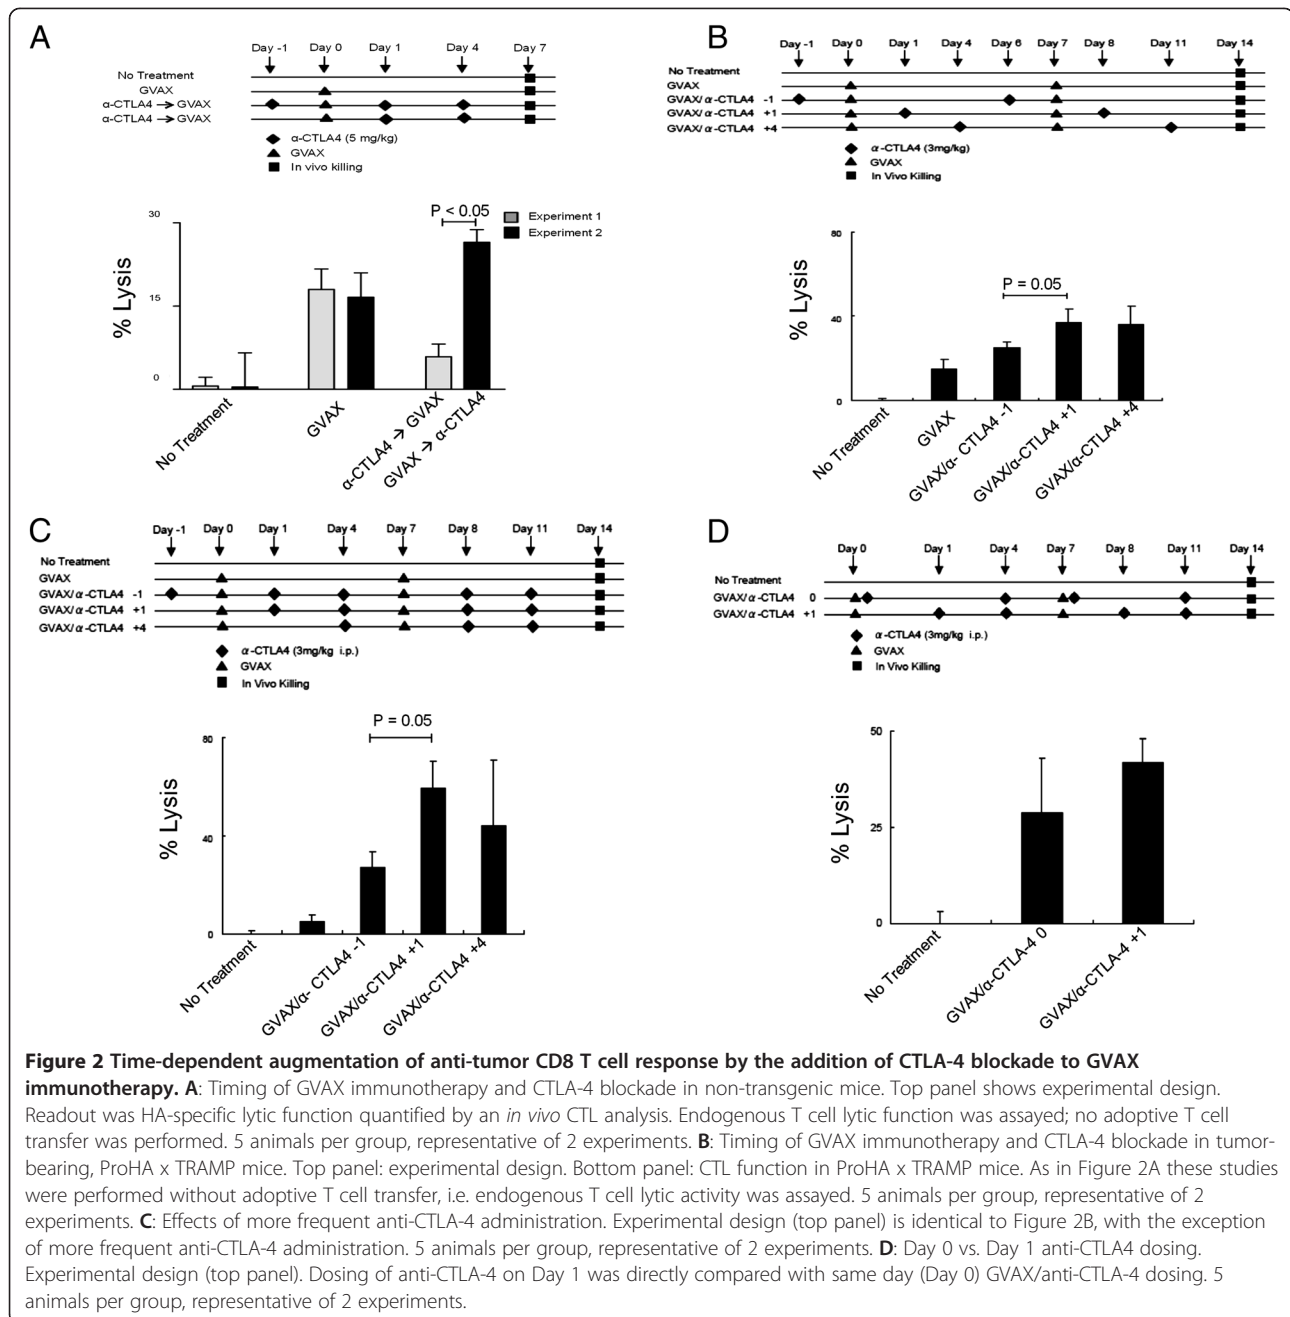 A
Day -1 Day 0 Day 1 Day 4 Day 7
No Treatment
GVAX
α-CTLA4 → GVAX
α-CTLA4 → GVAX
α-CTLA4 (5 mg/kg)
GVAX
In vivo killing
P < 0.05
Experiment 1
Experiment 2
% Lysis
30
15
0
No Treatment
GVAX
α-CTLA4 → GVAX
GVAX → α-CTLA4
B
Day -1 Day 0 Day 1 Day 4 Day 6 Day 7 Day 8 Day 11 Day 14
No Treatment
GVAX
GVAX/α-CTLA4 -1
GVAX/α-CTLA4 +1
GVAX/α-CTLA4 +4
α-CTLA4 (3mg/kg)
GVAX
In Vivo Killing
% Lysis
80
40
0
P = 0.05
No Treatment
GVAX
GVAX/α- CTLA4 -1
GVAX/α-CTLA4 +1
GVAX/α-CTLA4 +4
C
Day -1 Day 0 Day 1 Day 4 Day 7 Day 8 Day 11 Day 14
No Treatment
GVAX
GVAX/α-CTLA4 -1
GVAX/α-CTLA4 +1
GVAX/α-CTLA4 +4
α-CTLA4 (3mg/kg i.p.)
GVAX
In Vivo Killing
% Lysis
80
40
0
P = 0.05
No Treatment
GVAX/α- CTLA4 -1
GVAX/α-CTLA4 +1
GVAX/α-CTLA4 +4
D
Day 0 Day 1 Day 4 Day 7 Day 8 Day 11 Day 14
No Treatment
GVAX/α-CTLA4 0
GVAX/α-CTLA4 +1
α-CTLA4 (3mg/kg i.p.)
GVAX
In Vivo Killing
% Lysis
50
25
0
No Treatment
GVAX/α-CTLA-4 0
GVAX/α-CTLA-4 +1
Figure 2 Time-dependent augmentation of anti-tumor CD8 T cell response by the addition of CTLA-4 blockade to GVAX
immunotherapy. A: Timing of GVAX immunotherapy and CTLA-4 blockade in non-transgenic mice. Top panel shows experimental design.
Readout was HA-specific lytic function quantified by an in vivo CTL analysis. Endogenous T cell lytic function was assayed; no adoptive T cell
transfer was performed. 5 animals per group, representative of 2 experiments. B: Timing of GVAX immunotherapy and CTLA-4 blockade in tumor-
bearing, ProHA x TRAMP mice. Top panel: experimental design. Bottom panel: CTL function in ProHA x TRAMP mice. As in Figure 2A these studies
were performed without adoptive T cell transfer, i.e. endogenous T cell lytic activity was assayed. 5 animals per group, representative of 2
experiments. C: Effects of more frequent anti-CTLA-4 administration. Experimental design (top panel) is identical to Figure 2B, with the exception
of more frequent anti-CTLA-4 administration. 5 animals per group, representative of 2 experiments. D: Day 0 vs. Day 1 anti-CTLA4 dosing.
Experimental design (top panel). Dosing of anti-CTLA-4 on Day 1 was directly compared with same day (Day 0) GVAX/anti-CTLA-4 dosing. 5
animals per group, representative of 2 experiments.